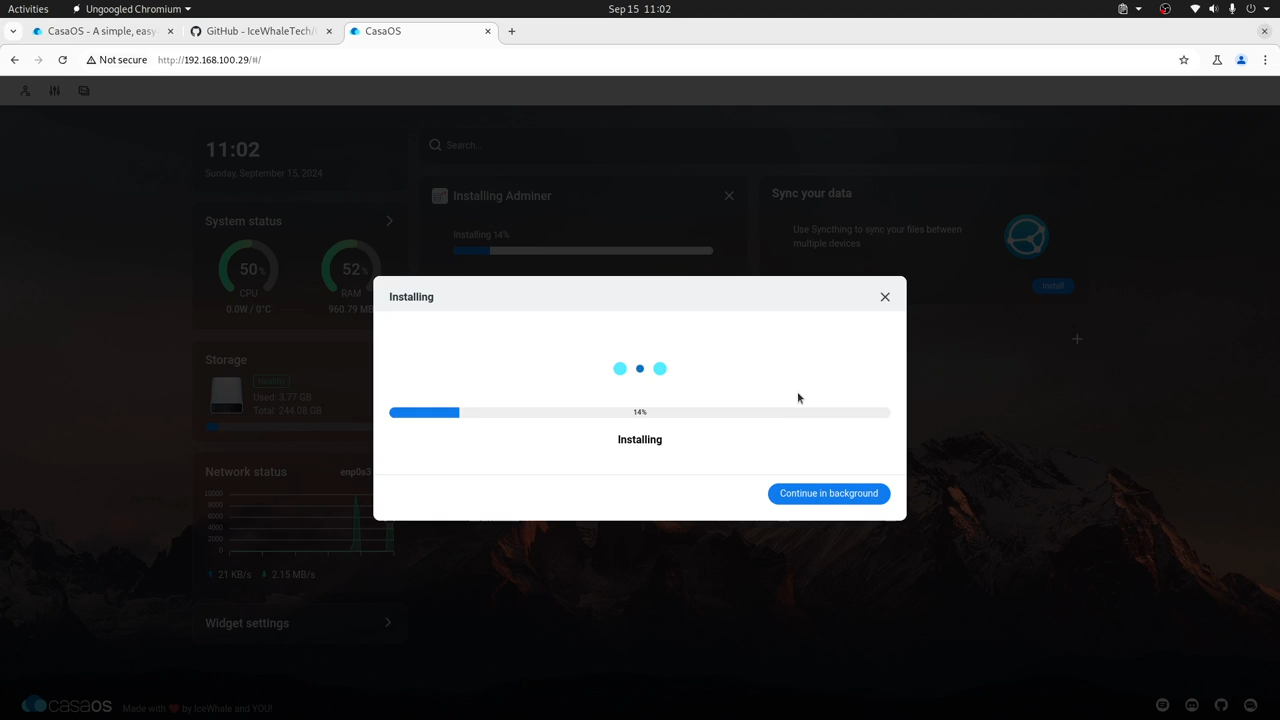 Activities
Ungoogled Chromium
Sep 15 11:02
CasaOS - A simple, easy
GitHub - IceWhaleTech/
CasaOS
Not secure
http://192.168.100.29/#/
11:02
Sunday, September 15, 2024
Search...
System status
50%
CPU
0.0W / 0°C
52%
RAM
960.79 MB
Installing Adminer
Installing 14%
Sync your data
Use Syncthing to sync your files between
multiple devices
Install
Storage
Healthy
Used: 3.77 GB
Total: 244.08 GB
Installing
14%
Installing
Continue in background
Network status
enp0s3
10000
8000
6000
4000
2000
0
21 KB/s
2.15 MB/s
Widget settings
casaos
Made with ❤ by IceWhale and YOU!